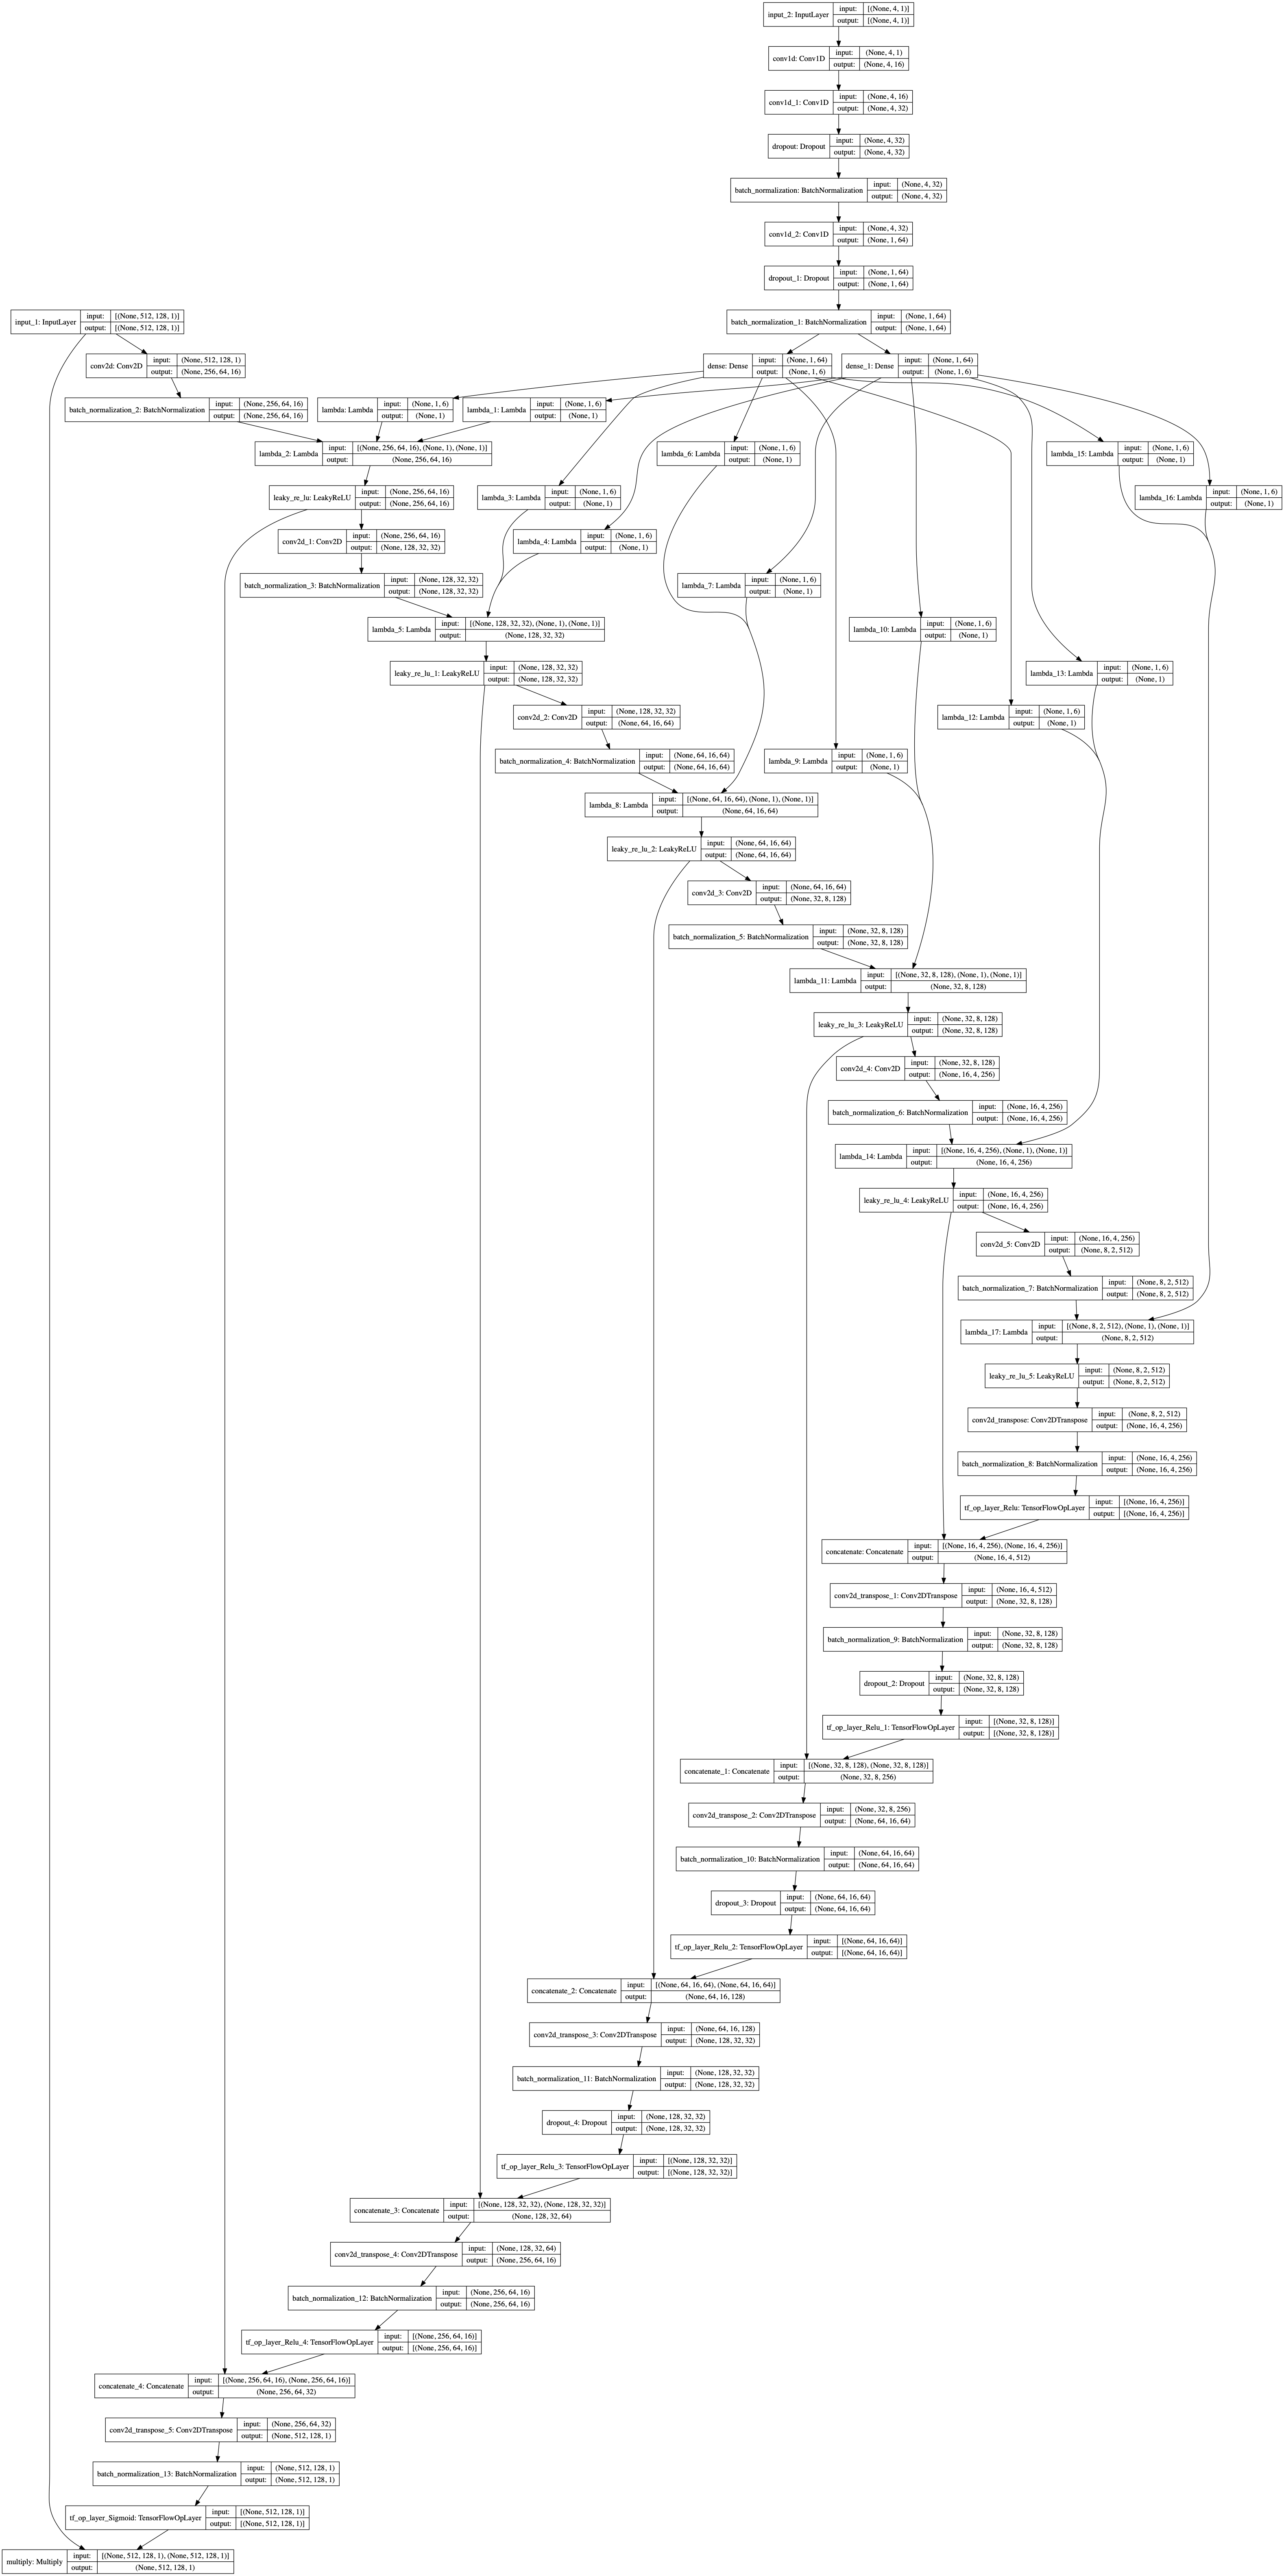 input_2: InputLayer
input: [(None, 4, 1)]
output: [(None, 4, 1)]
conv1d: Conv1D
input: (None, 4, 1)
output: (None, 4, 16)
conv1d_1: Conv1D
input: (None, 4, 16)
output: (None, 4, 32)
dropout: Dropout
input: (None, 4, 32)
output: (None, 4, 32)
batch_normalization: BatchNormalization
input: (None, 4, 32)
output: (None, 4, 32)
conv1d_2: Conv1D
input: (None, 4, 32)
output: (None, 1, 64)
dropout_1: Dropout
input: (None, 1, 64)
output: (None, 1, 64)
input_1: InputLayer
input: [(None, 512, 128, 1)]
output: [(None, 512, 128, 1)]
batch_normalization_1: BatchNormalization
input: (None, 1, 64)
output: (None, 1, 64)
conv2d: Conv2D
input: (None, 512, 128, 1)
output: (None, 256, 64, 16)
dense: Dense
input: (None, 1, 64)
output: (None, 1, 6)
dense_1: Dense
input: (None, 1, 64)
output: (None, 1, 6)
batch_normalization_2: BatchNormalization
input: (None, 256, 64, 16)
output: (None, 256, 64, 16)
lambda: Lambda
input: (None, 1, 6)
output: (None, 1)
lambda_1: Lambda
input: (None, 1, 6)
output: (None, 1)
lambda_2: Lambda
input: [(None, 256, 64, 16), (None, 1), (None, 1)]
output: (None, 256, 64, 16)
lambda_6: Lambda
input: (None, 1, 6)
output: (None, 1)
lambda_15: Lambda
input: (None, 1, 6)
output: (None, 1)
leaky_re_lu: LeakyReLU
input: (None, 256, 64, 16)
output: (None, 256, 64, 16)
lambda_3: Lambda
input: (None, 1, 6)
output: (None, 1)
lambda_16: Lambda
input: (None, 1, 6)
output: (None, 1)
conv2d_1: Conv2D
input: (None, 256, 64, 16)
output: (None, 128, 32, 32)
lambda_4: Lambda
input: (None, 1, 6)
output: (None, 1)
batch_normalization_3: BatchNormalization
input: (None, 128, 32, 32)
output: (None, 128, 32, 32)
lambda_7: Lambda
input: (None, 1, 6)
output: (None, 1)
lambda_5: Lambda
input: [(None, 128, 32, 32), (None, 1), (None, 1)]
output: (None, 128, 32, 32)
lambda_10: Lambda
input: (None, 1, 6)
output: (None, 1)
leaky_re_lu_1: LeakyReLU
input: (None, 128, 32, 32)
output: (None, 128, 32, 32)
lambda_13: Lambda
input: (None, 1, 6)
output: (None, 1)
conv2d_2: Conv2D
input: (None, 128, 32, 32)
output: (None, 64, 16, 64)
lambda_12: Lambda
input: (None, 1, 6)
output: (None, 1)
batch_normalization_4: BatchNormalization
input: (None, 64, 16, 64)
output: (None, 64, 16, 64)
lambda_9: Lambda
input: (None, 1, 6)
output: (None, 1)
lambda_8: Lambda
input: [(None, 64, 16, 64), (None, 1), (None, 1)]
output: (None, 64, 16, 64)
leaky_re_lu_2: LeakyReLU
input: (None, 64, 16, 64)
output: (None, 64, 16, 64)
conv2d_3: Conv2D
input: (None, 64, 16, 64)
output: (None, 32, 8, 128)
batch_normalization_5: BatchNormalization
input: (None, 32, 8, 128)
output: (None, 32, 8, 128)
lambda_11: Lambda
input: [(None, 32, 8, 128), (None, 1), (None, 1)]
output: (None, 32, 8, 128)
leaky_re_lu_3: LeakyReLU
input: (None, 32, 8, 128)
output: (None, 32, 8, 128)
conv2d_4: Conv2D
input: (None, 32, 8, 128)
output: (None, 16, 4, 256)
batch_normalization_6: BatchNormalization
input: (None, 16, 4, 256)
output: (None, 16, 4, 256)
lambda_14: Lambda
input: [(None, 16, 4, 256), (None, 1), (None, 1)]
output: (None, 16, 4, 256)
leaky_re_lu_4: LeakyReLU
input: (None, 16, 4, 256)
output: (None, 16, 4, 256)
conv2d_5: Conv2D
input: (None, 16, 4, 256)
output: (None, 8, 2, 512)
batch_normalization_7: BatchNormalization
input: (None, 8, 2, 512)
output: (None, 8, 2, 512)
lambda_17: Lambda
input: [(None, 8, 2, 512), (None, 1), (None, 1)]
output: (None, 8, 2, 512)
leaky_re_lu_5: LeakyReLU
input: (None, 8, 2, 512)
output: (None, 8, 2, 512)
conv2d_transpose: Conv2DTranspose
input: (None, 8, 2, 512)
output: (None, 16, 4, 256)
batch_normalization_8: BatchNormalization
input: (None, 16, 4, 256)
output: (None, 16, 4, 256)
tf_op_layer_Relu: TensorFlowOpLayer
input: [(None, 16, 4, 256)]
output: [(None, 16, 4, 256)]
concatenate: Concatenate
input: [(None, 16, 4, 256), (None, 16, 4, 256)]
output: (None, 16, 4, 512)
conv2d_transpose_1: Conv2DTranspose
input: (None, 16, 4, 512)
output: (None, 32, 8, 128)
batch_normalization_9: BatchNormalization
input: (None, 32, 8, 128)
output: (None, 32, 8, 128)
dropout_2: Dropout
input: (None, 32, 8, 128)
output: (None, 32, 8, 128)
tf_op_layer_Relu_1: TensorFlowOpLayer
input: [(None, 32, 8, 128)]
output: [(None, 32, 8, 128)]
concatenate_1: Concatenate
input: [(None, 32, 8, 128), (None, 32, 8, 128)]
output: (None, 32, 8, 256)
conv2d_transpose_2: Conv2DTranspose
input: (None, 32, 8, 256)
output: (None, 64, 16, 64)
batch_normalization_10: BatchNormalization
input: (None, 64, 16, 64)
output: (None, 64, 16, 64)
dropout_3: Dropout
input: (None, 64, 16, 64)
output: (None, 64, 16, 64)
tf_op_layer_Relu_2: TensorFlowOpLayer
input: [(None, 64, 16, 64)]
output: [(None, 64, 16, 64)]
concatenate_2: Concatenate
input: [(None, 64, 16, 64), (None, 64, 16, 64)]
output: (None, 64, 16, 128)
conv2d_transpose_3: Conv2DTranspose
input: (None, 64, 16, 128)
output: (None, 128, 32, 32)
batch_normalization_11: BatchNormalization
input: (None, 128, 32, 32)
output: (None, 128, 32, 32)
dropout_4: Dropout
input: (None, 128, 32, 32)
output: (None, 128, 32, 32)
tf_op_layer_Relu_3: TensorFlowOpLayer
input: [(None, 128, 32, 32)]
output: [(None, 128, 32, 32)]
concatenate_3: Concatenate
input: [(None, 128, 32, 32), (None, 128, 32, 32)]
output: (None, 128, 32, 64)
conv2d_transpose_4: Conv2DTranspose
input: (None, 128, 32, 64)
output: (None, 256, 64, 16)
batch_normalization_12: BatchNormalization
input: (None, 256, 64, 16)
output: (None, 256, 64, 16)
tf_op_layer_Relu_4: TensorFlowOpLayer
input: [(None, 256, 64, 16)]
output: [(None, 256, 64, 16)]
concatenate_4: Concatenate
input: [(None, 256, 64, 16), (None, 256, 64, 16)]
output: (None, 256, 64, 32)
conv2d_transpose_5: Conv2DTranspose
input: (None, 256, 64, 32)
output: (None, 512, 128, 1)
batch_normalization_13: BatchNormalization
input: (None, 512, 128, 1)
output: (None, 512, 128, 1)
tf_op_layer_Sigmoid: TensorFlowOpLayer
input: [(None, 512, 128, 1)]
output: [(None, 512, 128, 1)]
multiply: Multiply
input: [(None, 512, 128, 1), (None, 512, 128, 1)]
output: (None, 512, 128, 1)